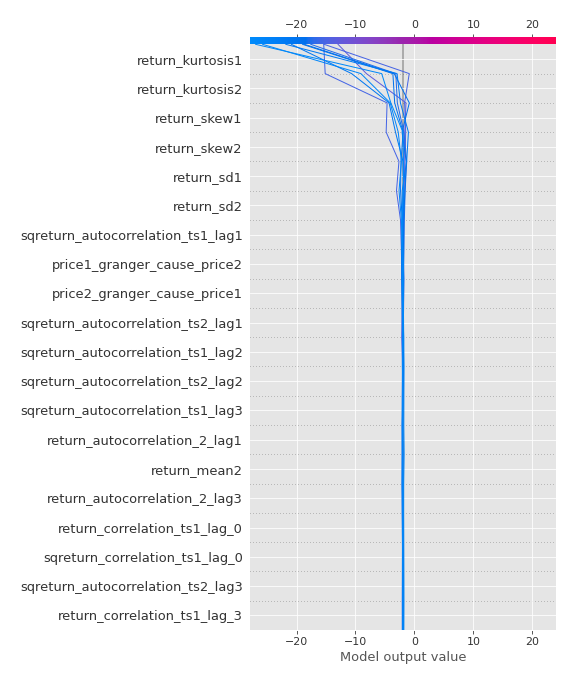 −20 −10 0 10 20
return_kurtosis1
return_kurtosis2
return_skew1
return_skew2
return_sd1
return_sd2
sqreturn_autocorrelation_ts1_lag1
price1_granger_cause_price2
price2_granger_cause_price1
sqreturn_autocorrelation_ts2_lag1
sqreturn_autocorrelation_ts1_lag2
sqreturn_autocorrelation_ts2_lag2
sqreturn_autocorrelation_ts1_lag3
return_autocorrelation_2_lag1
return_mean2
return_autocorrelation_2_lag3
return_correlation_ts1_lag_0
sqreturn_correlation_ts1_lag_0
sqreturn_autocorrelation_ts2_lag3
return_correlation_ts1_lag_3
−20 −10 0 10 20
Model output value